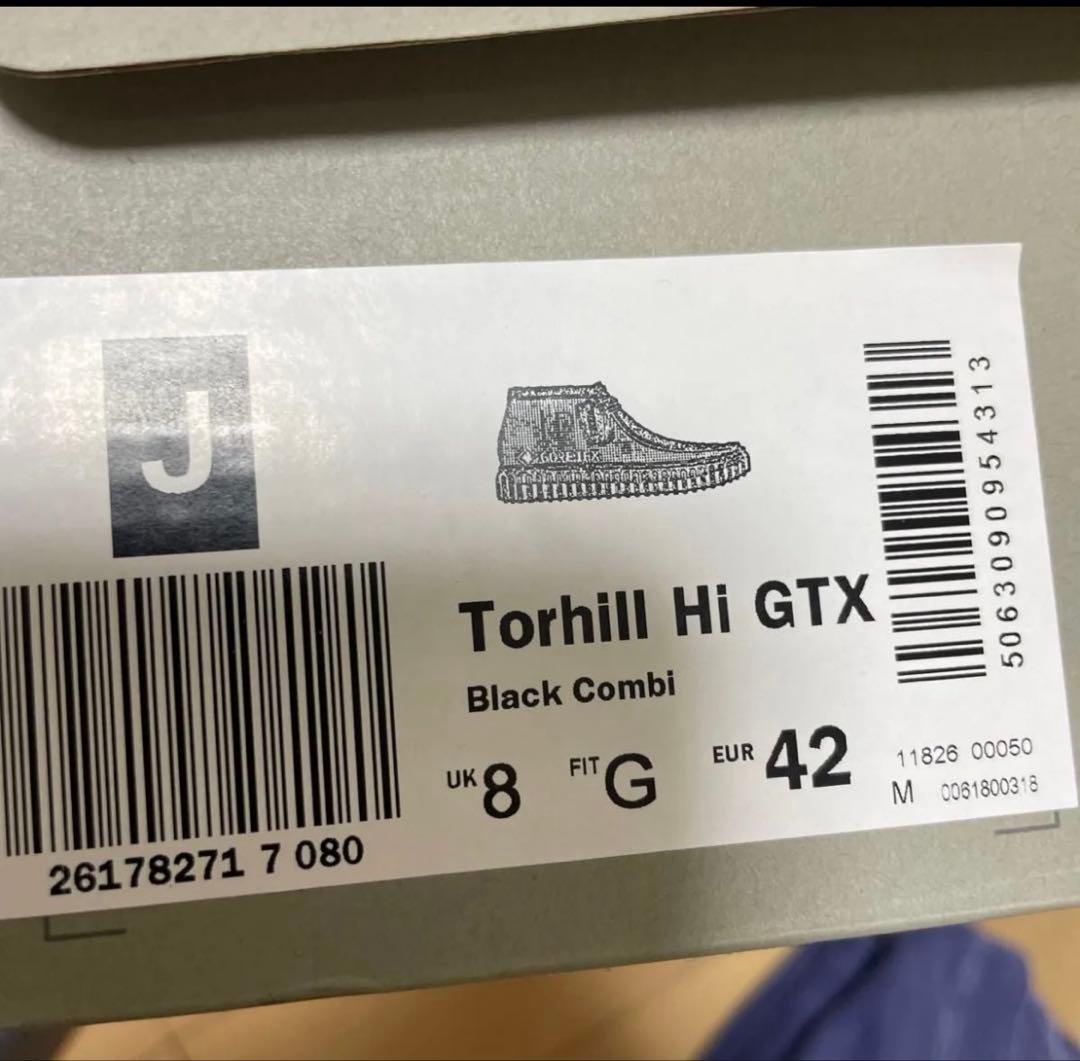 J
GORE-TEX
Torhill Hi GTX
Black Combi
UK 8 FIT G EUR 42
26178271 7 080
5063090954313
11826 00050
M 0061800318